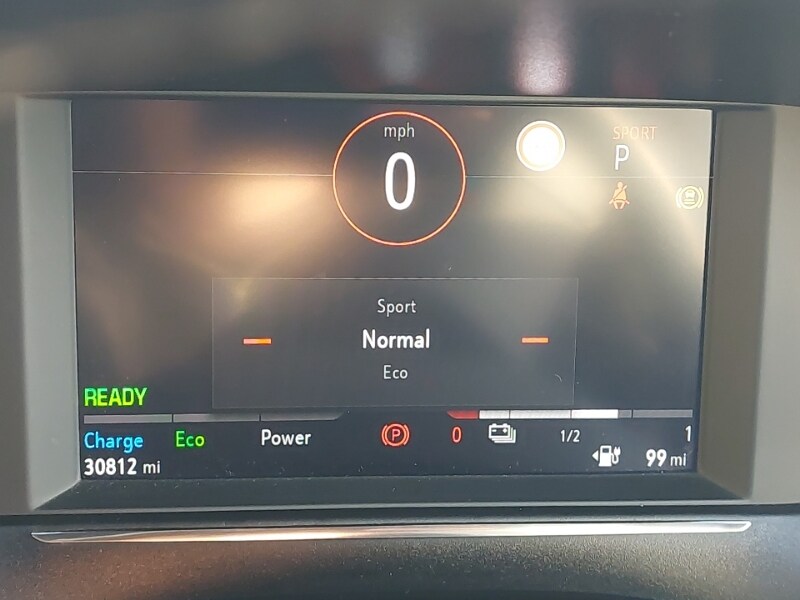 mph
0
SPORT
P
Sport
Normal
Eco
READY
Charge Eco Power P 0 1/2 1
30812 mi 99 mi